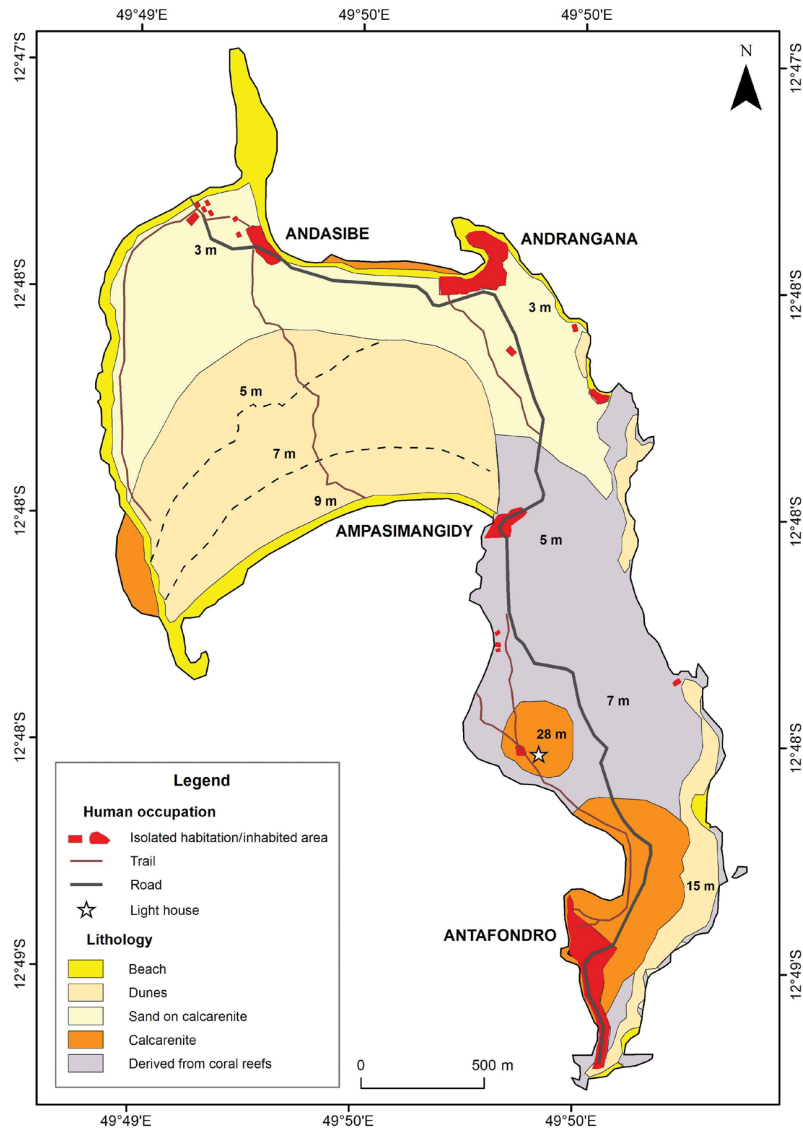 49°49'E
49°50'E
49°50'E
12°47'S
12°47'S
N
ANDASIBE
ANDRANGANA
3 m
3 m
12°48'S
12°48'S
5 m
7 m
9 m
AMPASIMANGIDY
12°48'S
12°48'S
5 m
7 m
28 m
12°48'S
12°48'S
15 m
ANTAFONDRO
Legend
Human occupation
Isolated habitation/inhabited area
Trail
Road
Light house
Lithology
Beach
Dunes
Sand on calcarenite
Calcarenite
Derived from coral reefs
12°49'S
12°49'S
0 500 m
49°49'E
49°50'E
49°50'E